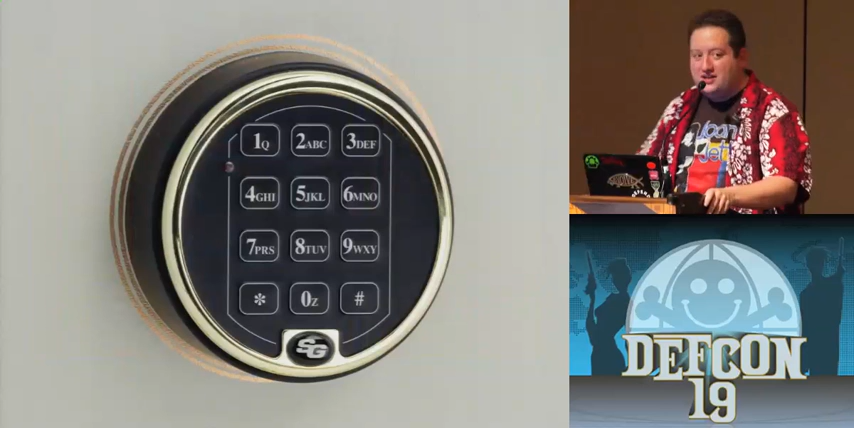 1Q 2ABC 3DEF
4GHI 5JKL 6MNO
7PRS 8TUV 9WXY
* 0Z #
SG
DEFCON
19